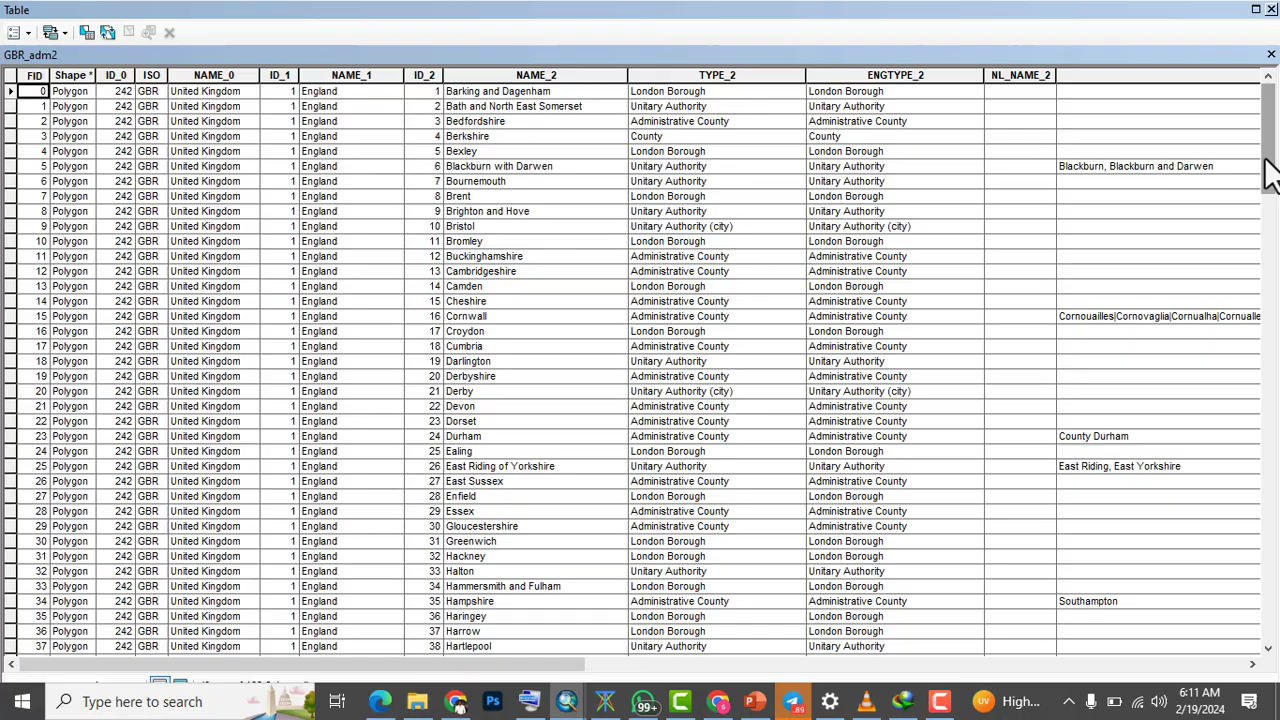 Table
GBR_adm2
FID Shape * ID_0 ISO NAME_0 ID_1 NAME_1 ID_2 NAME_2 TYPE_2 ENGTYPE_2 NL_NAME_2
0 Polygon 242 GBR United Kingdom 1 England 1 Barking and Dagenham London Borough London Borough
1 Polygon 242 GBR United Kingdom 1 England 2 Bath and North East Somerset Unitary Authority Unitary Authority
2 Polygon 242 GBR United Kingdom 1 England 3 Bedfordshire Administrative County Administrative County
3 Polygon 242 GBR United Kingdom 1 England 4 Berkshire County County
4 Polygon 242 GBR United Kingdom 1 England 5 Bexley London Borough London Borough
5 Polygon 242 GBR United Kingdom 1 England 6 Blackburn with Darwen Unitary Authority Unitary Authority Blackburn, Blackburn and Darwen
6 Polygon 242 GBR United Kingdom 1 England 7 Bournemouth Unitary Authority Unitary Authority
7 Polygon 242 GBR United Kingdom 1 England 8 Brent London Borough London Borough
8 Polygon 242 GBR United Kingdom 1 England 9 Brighton and Hove Unitary Authority Unitary Authority
9 Polygon 242 GBR United Kingdom 1 England 10 Bristol Unitary Authority (city) Unitary Authority (city)
10 Polygon 242 GBR United Kingdom 1 England 11 Bromley London Borough London Borough
11 Polygon 242 GBR United Kingdom 1 England 12 Buckinghamshire Administrative County Administrative County
12 Polygon 242 GBR United Kingdom 1 England 13 Cambridgeshire Administrative County Administrative County
13 Polygon 242 GBR United Kingdom 1 England 14 Camden London Borough London Borough
14 Polygon 242 GBR United Kingdom 1 England 15 Cheshire Administrative County Administrative County
15 Polygon 242 GBR United Kingdom 1 England 16 Cornwall Administrative County Administrative County Cornouailles|Cornovaglia|Cornualha|Cornualle
16 Polygon 242 GBR United Kingdom 1 England 17 Croydon London Borough London Borough
17 Polygon 242 GBR United Kingdom 1 England 18 Cumbria Administrative County Administrative County
18 Polygon 242 GBR United Kingdom 1 England 19 Darlington Unitary Authority Unitary Authority
19 Polygon 242 GBR United Kingdom 1 England 20 Derbyshire Administrative County Administrative County
20 Polygon 242 GBR United Kingdom 1 England 21 Derby Unitary Authority (city) Unitary Authority (city)
21 Polygon 242 GBR United Kingdom 1 England 22 Devon Administrative County Administrative County
22 Polygon 242 GBR United Kingdom 1 England 23 Dorset Administrative County Administrative County
23 Polygon 242 GBR United Kingdom 1 England 24 Durham Administrative County Administrative County County Durham
24 Polygon 242 GBR United Kingdom 1 England 25 Ealing London Borough London Borough
25 Polygon 242 GBR United Kingdom 1 England 26 East Riding of Yorkshire Unitary Authority Unitary Authority East Riding, East Yorkshire
26 Polygon 242 GBR United Kingdom 1 England 27 East Sussex Administrative County Administrative County
27 Polygon 242 GBR United Kingdom 1 England 28 Enfield London Borough London Borough
28 Polygon 242 GBR United Kingdom 1 England 29 Essex Administrative County Administrative County
29 Polygon 242 GBR United Kingdom 1 England 30 Gloucestershire Administrative County Administrative County
30 Polygon 242 GBR United Kingdom 1 England 31 Greenwich London Borough London Borough
31 Polygon 242 GBR United Kingdom 1 England 32 Hackney London Borough London Borough
32 Polygon 242 GBR United Kingdom 1 England 33 Halton Unitary Authority Unitary Authority
33 Polygon 242 GBR United Kingdom 1 England 34 Hammersmith and Fulham London Borough London Borough
34 Polygon 242 GBR United Kingdom 1 England 35 Hampshire Administrative County Administrative County Southampton
35 Polygon 242 GBR United Kingdom 1 England 36 Haringey London Borough London Borough
36 Polygon 242 GBR United Kingdom 1 England 37 Harrow London Borough London Borough
37 Polygon 242 GBR United Kingdom 1 England 38 Hartlepool Unitary Authority Unitary Authority
Type here to search 99+ 89 UV High... 6:11 AM
2/19/2024